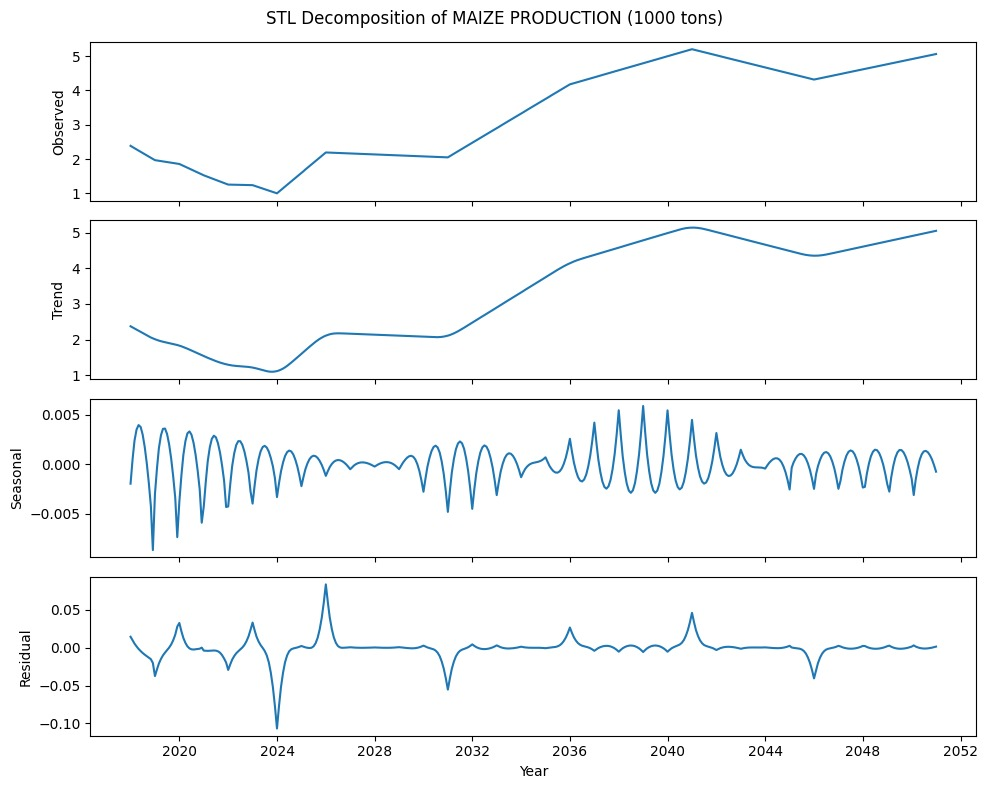 STL Decomposition of MAIZE PRODUCTION (1000 tons)
Observed
5
4
3
2
1
Trend
5
4
3
2
1
Seasonal
0.005
0.000
−0.005
Residual
0.05
0.00
−0.05
−0.10
2020 2024 2028 2032 2036 2040 2044 2048 2052
Year